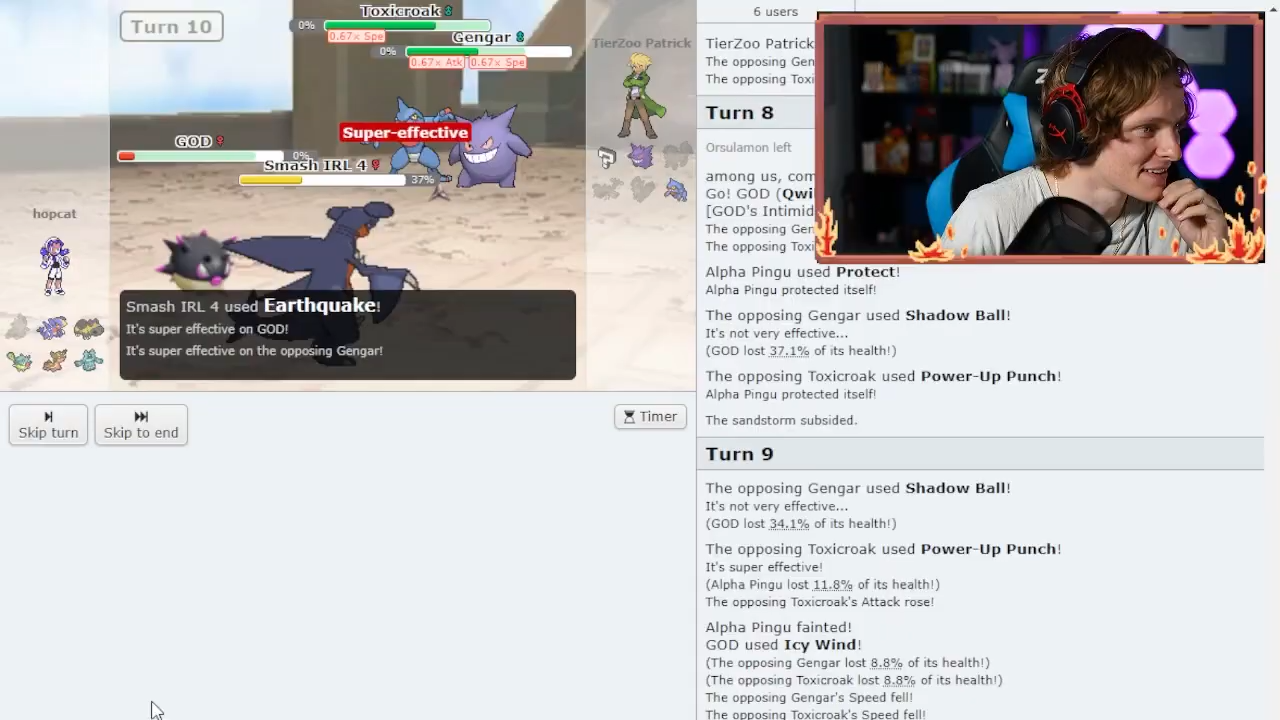 Turn 10
0%
Toxicroak
0.67× Spe
Gengar
0%
0.67× Atk 0.67× Spe
TierZoo Patrick
Super-effective
GOD
0%
Smash IRL 4
37%
hopcat
Smash IRL 4 used Earthquake!
It's super effective on GOD!
It's super effective on the opposing Gengar!
Skip turn
Skip to end
Timer
6 users
TierZoo Patrick
The opposing Gen
The opposing Toxi
Turn 8
Orsulamon left
among us, com
Go! GOD (Qwi
[GOD's Intimid
The opposing Gen
The opposing Tox
Alpha Pingu used Protect!
Alpha Pingu protected itself!
The opposing Gengar used Shadow Ball!
It's not very effective...
(GOD lost 37.1% of its health!)
The opposing Toxicroak used Power-Up Punch!
Alpha Pingu protected itself!
The sandstorm subsided.
Turn 9
The opposing Gengar used Shadow Ball!
It's not very effective...
(GOD lost 34.1% of its health!)
The opposing Toxicroak used Power-Up Punch!
It's super effective!
(Alpha Pingu lost 11.8% of its health!)
The opposing Toxicroak's Attack rose!
Alpha Pingu fainted!
GOD used Icy Wind!
(The opposing Gengar lost 8.8% of its health!)
(The opposing Toxicroak lost 8.8% of its health!)
The opposing Gengar's Speed fell!
The opposing Toxicroak's Speed fell!